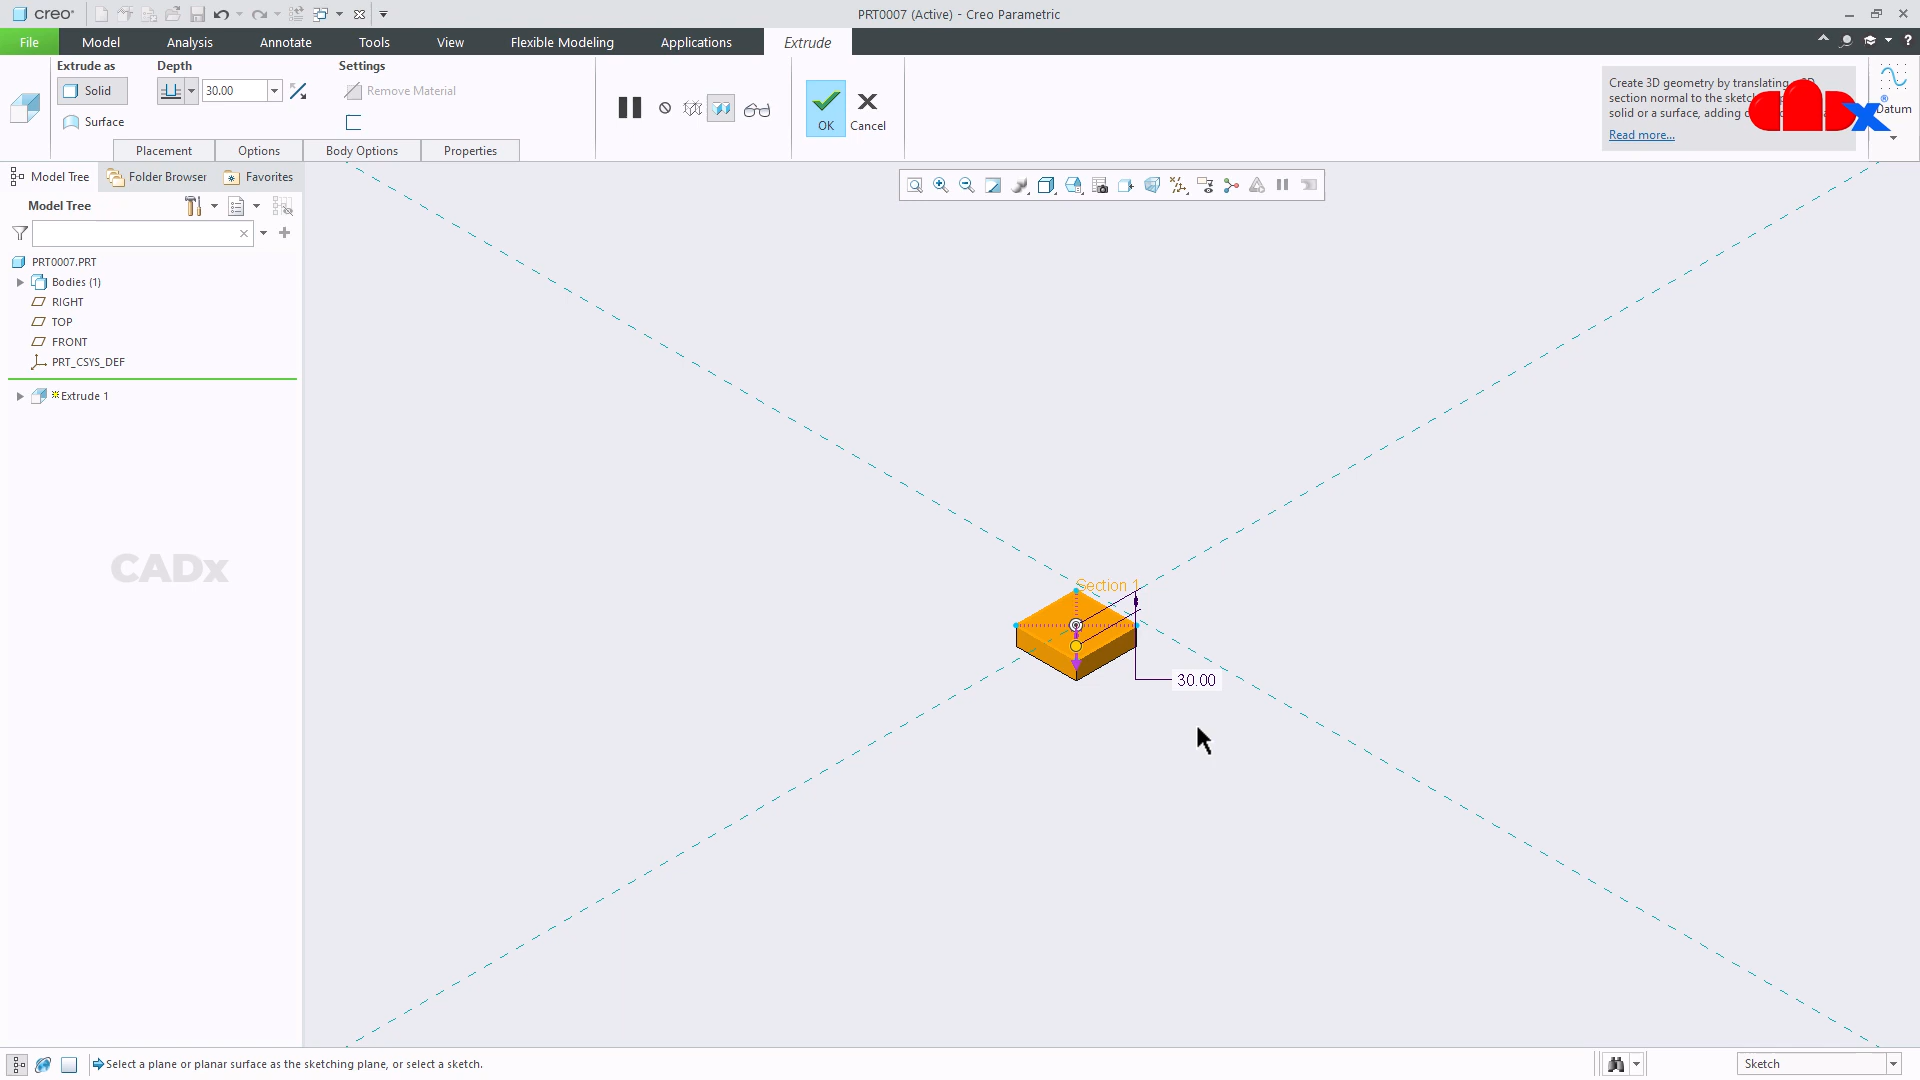 creo
PRT0007 (Active) - Creo Parametric
File
Model
Analysis
Annotate
Tools
View
Flexible Modeling
Applications
Extrude
?
Extrude as
Depth
Settings
Solid
30.00
Remove Material
Surface
OK
Cancel
Placement
Options
Body Options
Properties
Create 3D geometry by translating
section normal to the sketc
solid or a surface, adding
Read more...
Datum
Model Tree
Folder Browser
Favorites
Model Tree
PRT0007.PRT
Bodies (1)
RIGHT
TOP
FRONT
PRT_CSYS_DEF
Extrude 1
CADx
Section 1
30.00
Select a plane or planar surface as the sketching plane, or select a sketch.
Sketch